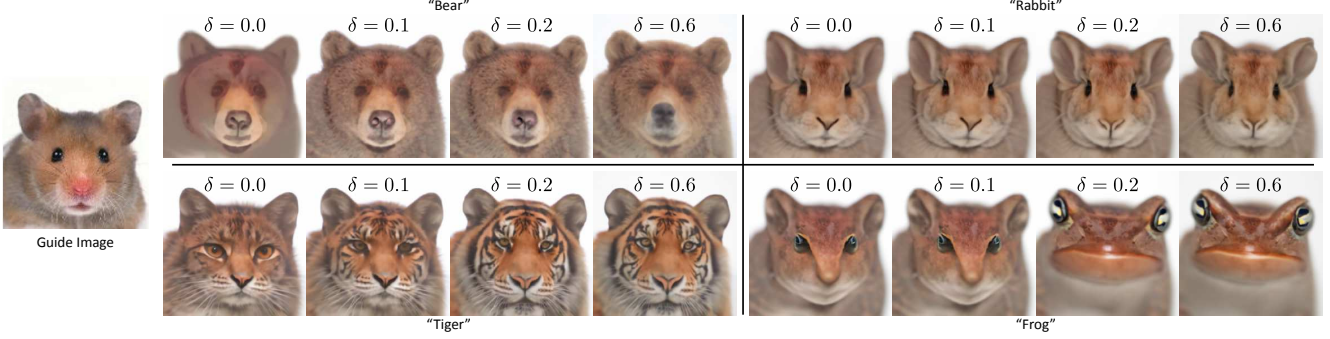 “Bear”
“Rabbit”
δ = 0.0 δ = 0.1 δ = 0.2 δ = 0.6 δ = 0.0 δ = 0.1 δ = 0.2 δ = 0.6
δ = 0.0 δ = 0.1 δ = 0.2 δ = 0.6 δ = 0.0 δ = 0.1 δ = 0.2 δ = 0.6
Guide Image
“Tiger”
“Frog”